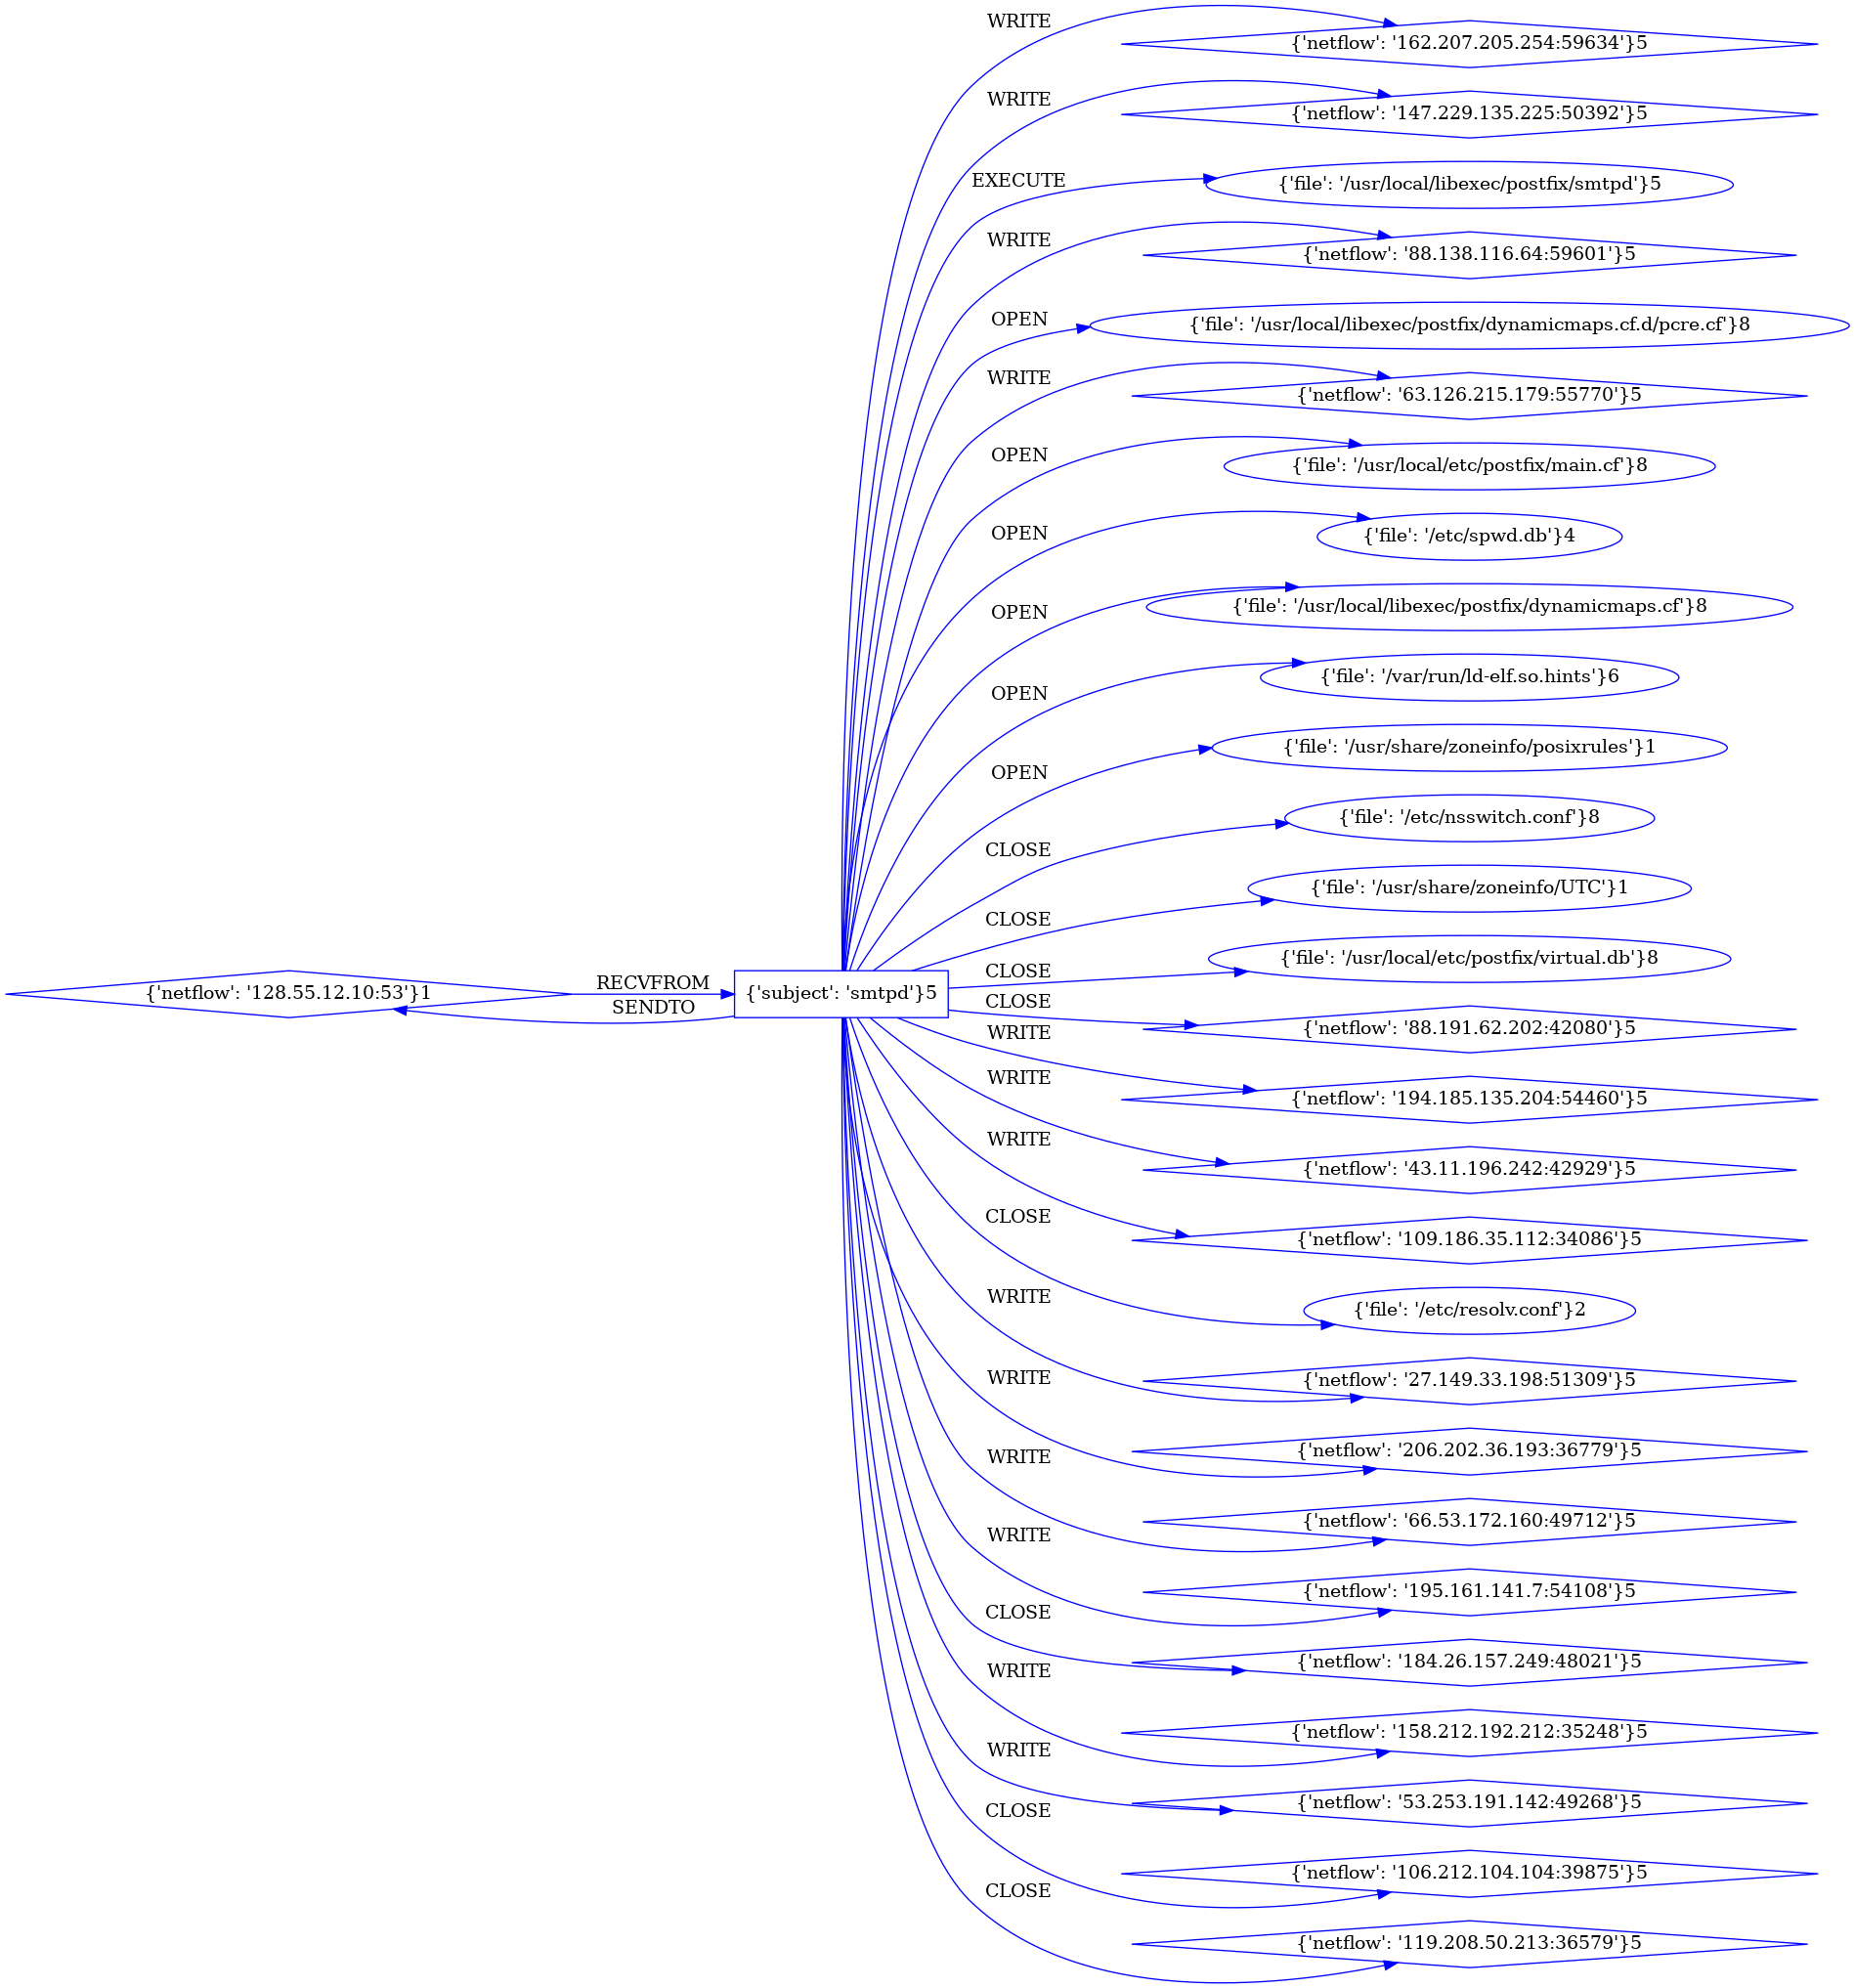 WRITE
{'netflow': '162.207.205.254:59634'}5
WRITE
{'netflow': '147.229.135.225:50392'}5
EXECUTE
{'file': '/usr/local/libexec/postfix/smtpd'}5
WRITE
{'netflow': '88.138.116.64:59601'}5
OPEN
{'file': '/usr/local/libexec/postfix/dynamicmaps.cf.d/pcre.cf'}8
WRITE
{'netflow': '63.126.215.179:55770'}5
OPEN
{'file': '/usr/local/etc/postfix/main.cf'}8
OPEN
{'file': '/etc/spwd.db'}4
OPEN
{'file': '/usr/local/libexec/postfix/dynamicmaps.cf'}8
OPEN
{'file': '/var/run/ld-elf.so.hints'}6
OPEN
{'file': '/usr/share/zoneinfo/posixrules'}1
CLOSE
{'file': '/etc/nsswitch.conf'}8
CLOSE
{'file': '/usr/share/zoneinfo/UTC'}1
CLOSE
{'file': '/usr/local/etc/postfix/virtual.db'}8
{'netflow': '128.55.12.10:53'}1
RECVFROM
SENDTO
{'subject': 'smtpd'}5
CLOSE
{'netflow': '88.191.62.202:42080'}5
WRITE
{'netflow': '194.185.135.204:54460'}5
WRITE
{'netflow': '43.11.196.242:42929'}5
WRITE
{'netflow': '109.186.35.112:34086'}5
CLOSE
{'file': '/etc/resolv.conf'}2
WRITE
{'netflow': '27.149.33.198:51309'}5
WRITE
{'netflow': '206.202.36.193:36779'}5
WRITE
{'netflow': '66.53.172.160:49712'}5
WRITE
{'netflow': '195.161.141.7:54108'}5
CLOSE
{'netflow': '184.26.157.249:48021'}5
WRITE
{'netflow': '158.212.192.212:35248'}5
WRITE
{'netflow': '53.253.191.142:49268'}5
CLOSE
{'netflow': '106.212.104.104:39875'}5
CLOSE
{'netflow': '119.208.50.213:36579'}5